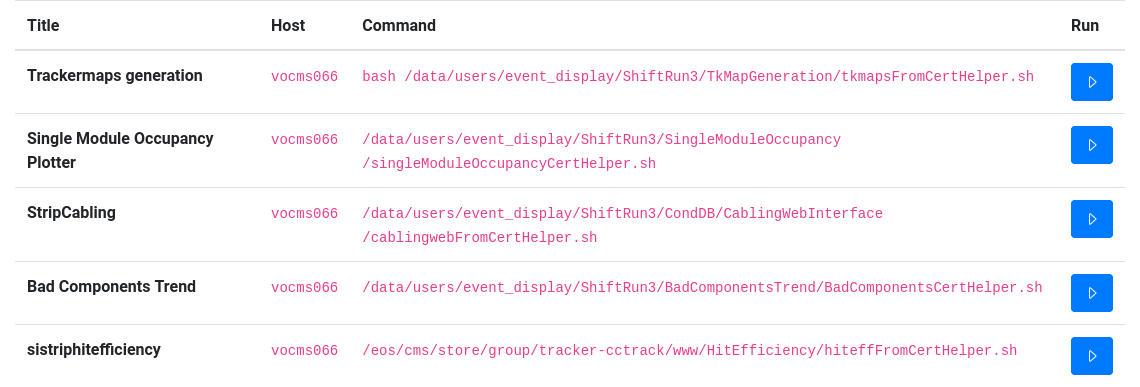 Title Host Command Run
Trackermaps generation vocms066 bash /data/users/event_display/ShiftRun3/TkMapGeneration/tkmapsFromCertHelper.sh
Single Module Occupancy vocms066 /data/users/event_display/ShiftRun3/SingleModuleOccupancy
Plotter /singleModuleOccupancyCertHelper.sh
StripCabling vocms066 /data/users/event_display/ShiftRun3/CondDB/CablingWebInterface
/cablingwebFromCertHelper.sh
Bad Components Trend vocms066 /data/users/event_display/ShiftRun3/BadComponentsTrend/BadComponentsCertHelper.sh
sistriphitefficiency vocms066 /eos/cms/store/group/tracker-cctrack/www/HitEfficiency/hiteffFromCertHelper.sh